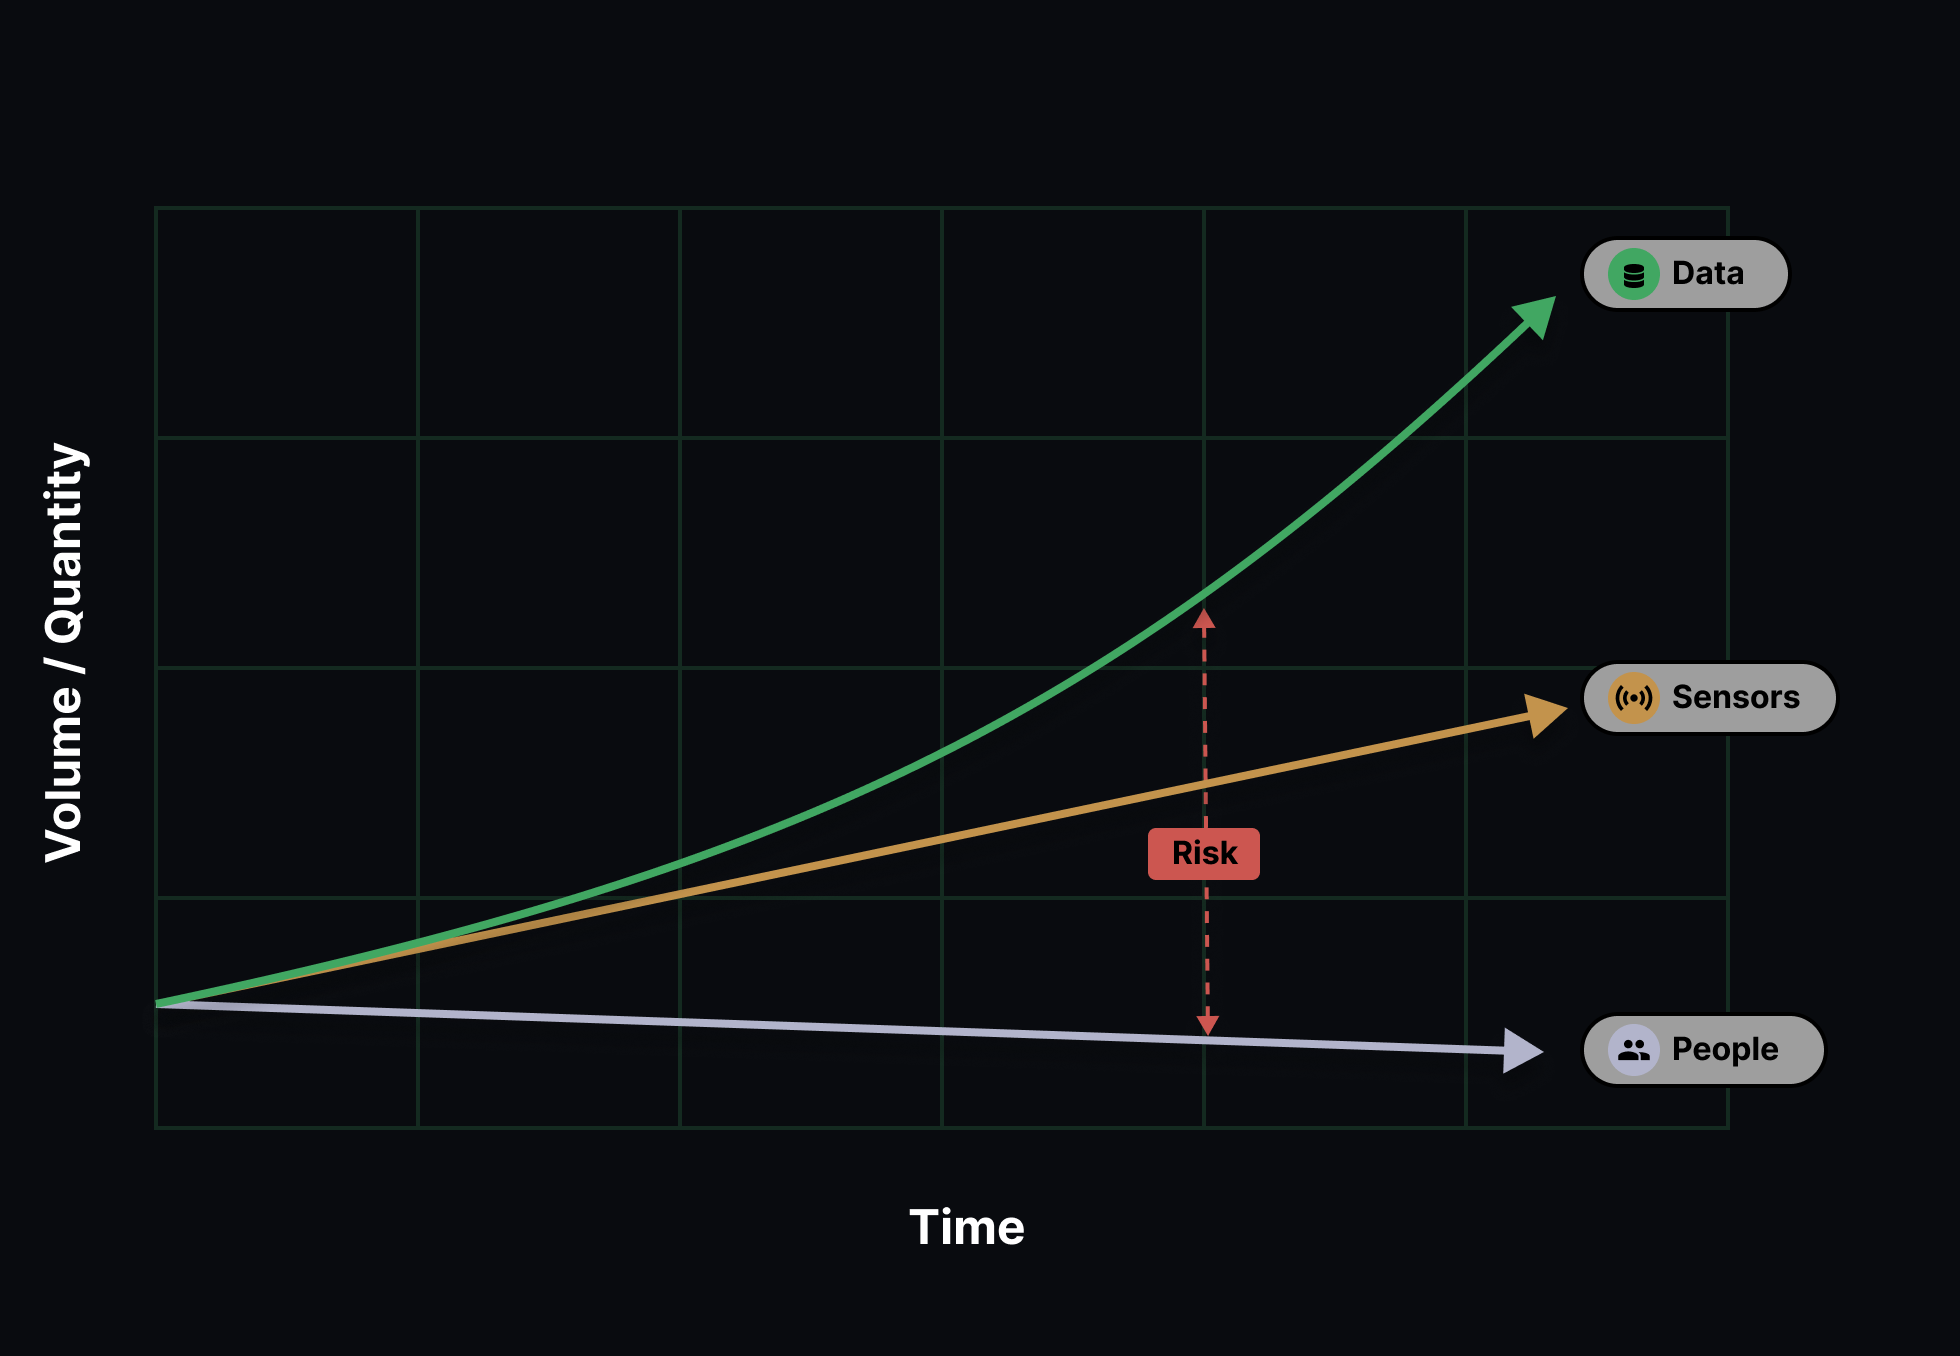 Data
Volume / Quantity
Sensors
Risk
People
Time